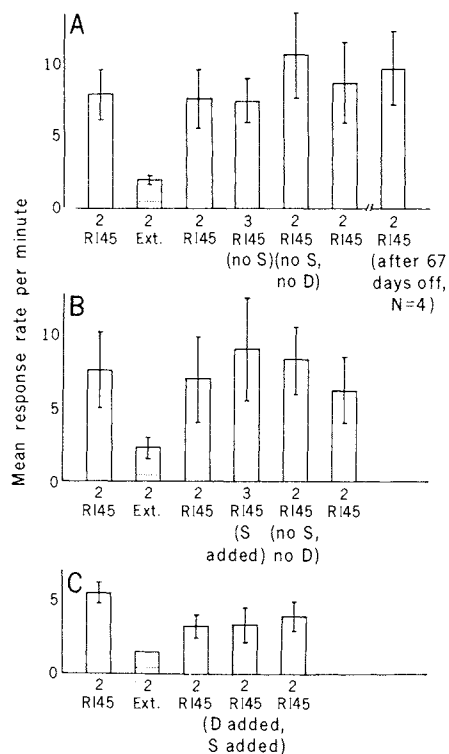 Mean response rate per minute
A
10
5
0
2 2 2 3 2 2 2
RI45 Ext. RI45 RI45 RI45 RI45 RI45
(no S) (no S, (after 67
no D) days off,
N=4)
B
10
5
0
2 2 2 3 2 2
RI45 Ext. RI45 RI45 RI45 RI45
(S (no S,
added) no D)
C
5
0
2 2 2 2 2
RI45 Ext. RI45 RI45 RI45
(D added,
S added)